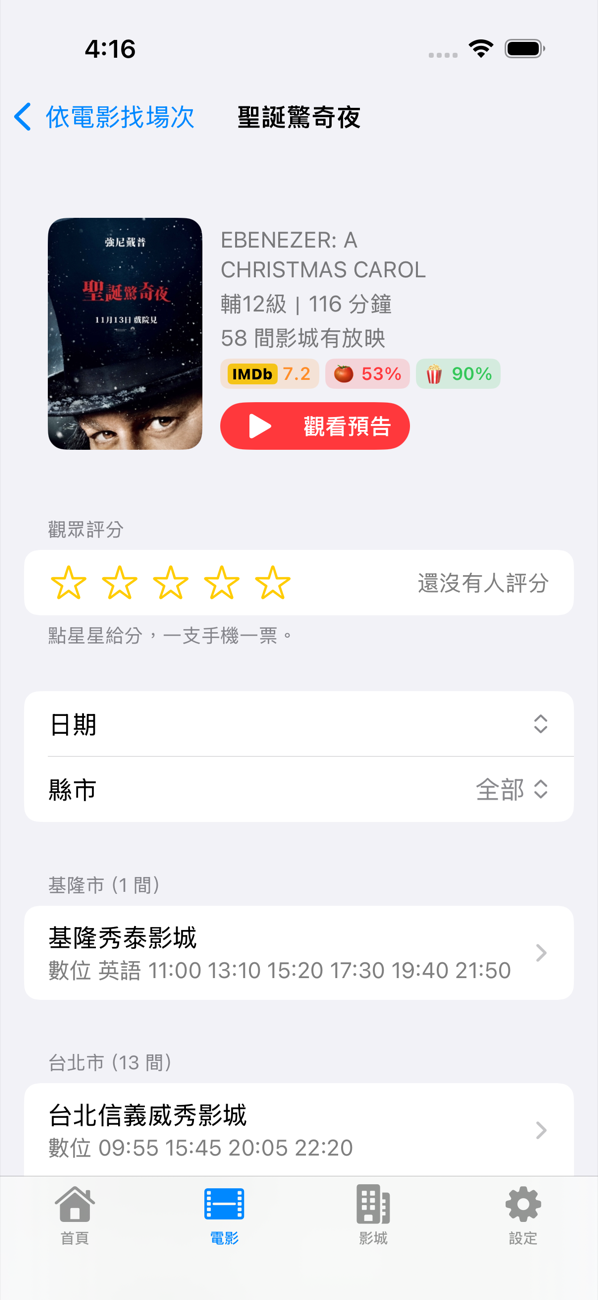 4:16
依電影找場次
聖誕驚奇夜
強尼戴普
聖誕驚奇夜
11月13日 戲院見
EBENEZER: A
CHRISTMAS CAROL
輔12級 | 116 分鐘
58 間影城有放映
IMDb 7.2 53% 90%
觀看預告
觀眾評分
還沒有人評分
點星星給分，一支手機一票。
日期
縣市 全部
基隆市 (1 間)
基隆秀泰影城
數位 英語 11:00 13:10 15:20 17:30 19:40 21:50
台北市 (13 間)
台北信義威秀影城
數位 09:55 15:45 20:05 22:20
首頁 電影 影城 設定